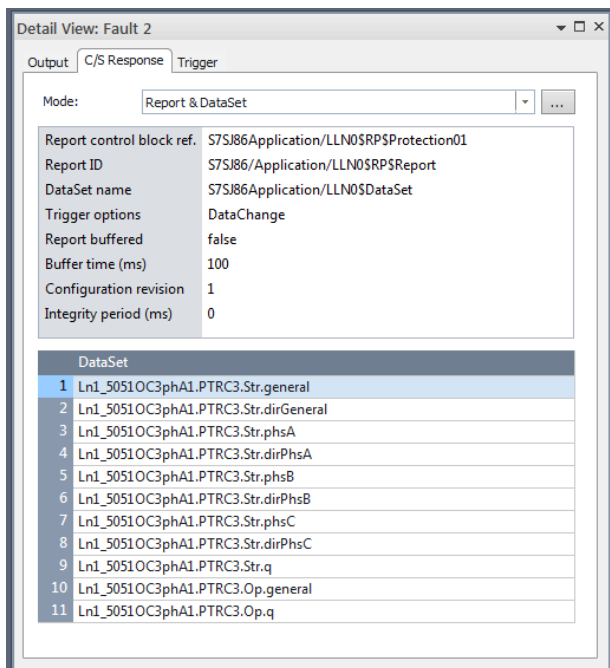 Detail View: Fault 2
Output C/S Response Trigger
Mode: Report & DataSet ...
Report control block ref. S7SJ86Application/LLN0$RP$Protection01
Report ID S7SJ86/Application/LLN0$RP$Report
DataSet name S7SJ86Application/LLN0$DataSet
Trigger options DataChange
Report buffered false
Buffer time (ms) 100
Configuration revision 1
Integrity period (ms) 0
DataSet
1 Ln1_5051OC3phA1.PTRC3.Str.general
2 Ln1_5051OC3phA1.PTRC3.Str.dirGeneral
3 Ln1_5051OC3phA1.PTRC3.Str.phsA
4 Ln1_5051OC3phA1.PTRC3.Str.dirPhsA
5 Ln1_5051OC3phA1.PTRC3.Str.phsB
6 Ln1_5051OC3phA1.PTRC3.Str.dirPhsB
7 Ln1_5051OC3phA1.PTRC3.Str.phsC
8 Ln1_5051OC3phA1.PTRC3.Str.dirPhsC
9 Ln1_5051OC3phA1.PTRC3.Str.q
10 Ln1_5051OC3phA1.PTRC3.Op.general
11 Ln1_5051OC3phA1.PTRC3.Op.q